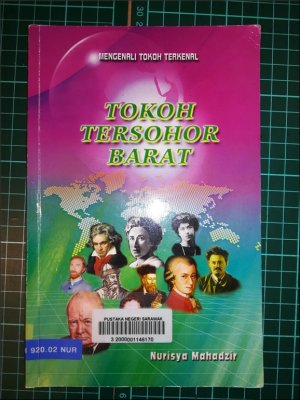 MENGENALI TOKOH TERKENAL
TOKOH
TERSOHOR
BARAT
PUSTAKA NEGERI SARAWAK
3 2000001146170
920.02 NUR
Nurisya Mahadzir